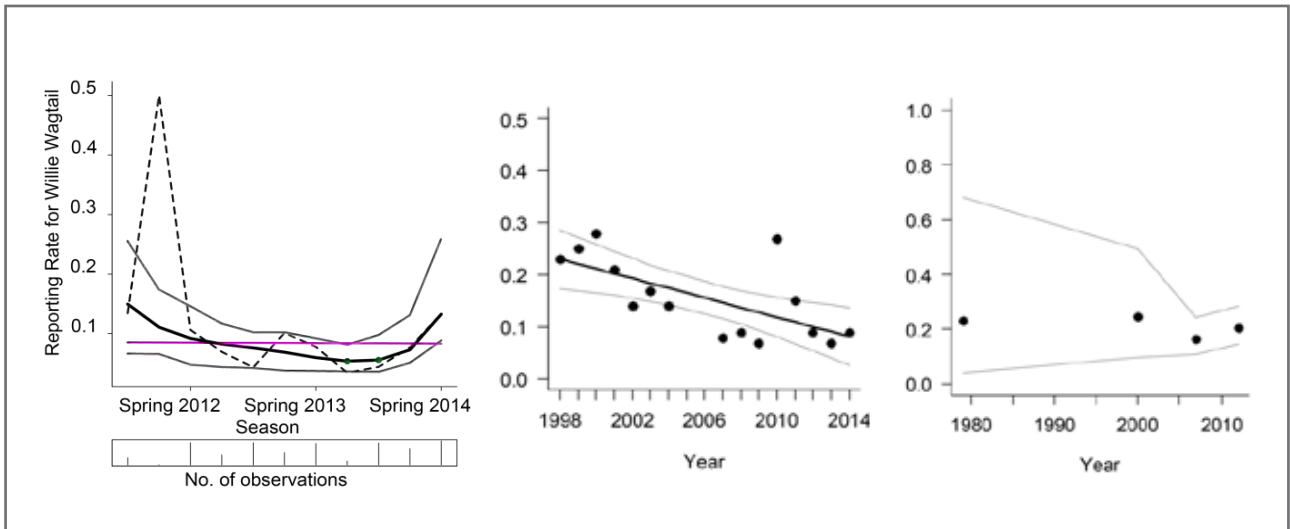 Reporting Rate for Willie Wagtail
0.5
0.4
0.3
0.2
0.1
Spring 2012 Spring 2013 Spring 2014
Season
No. of observations
0.5
0.4
0.3
0.2
0.1
0.0
1998 2002 2006 2010 2014
Year
1.0
0.8
0.6
0.4
0.2
0.0
1980 1990 2000 2010
Year